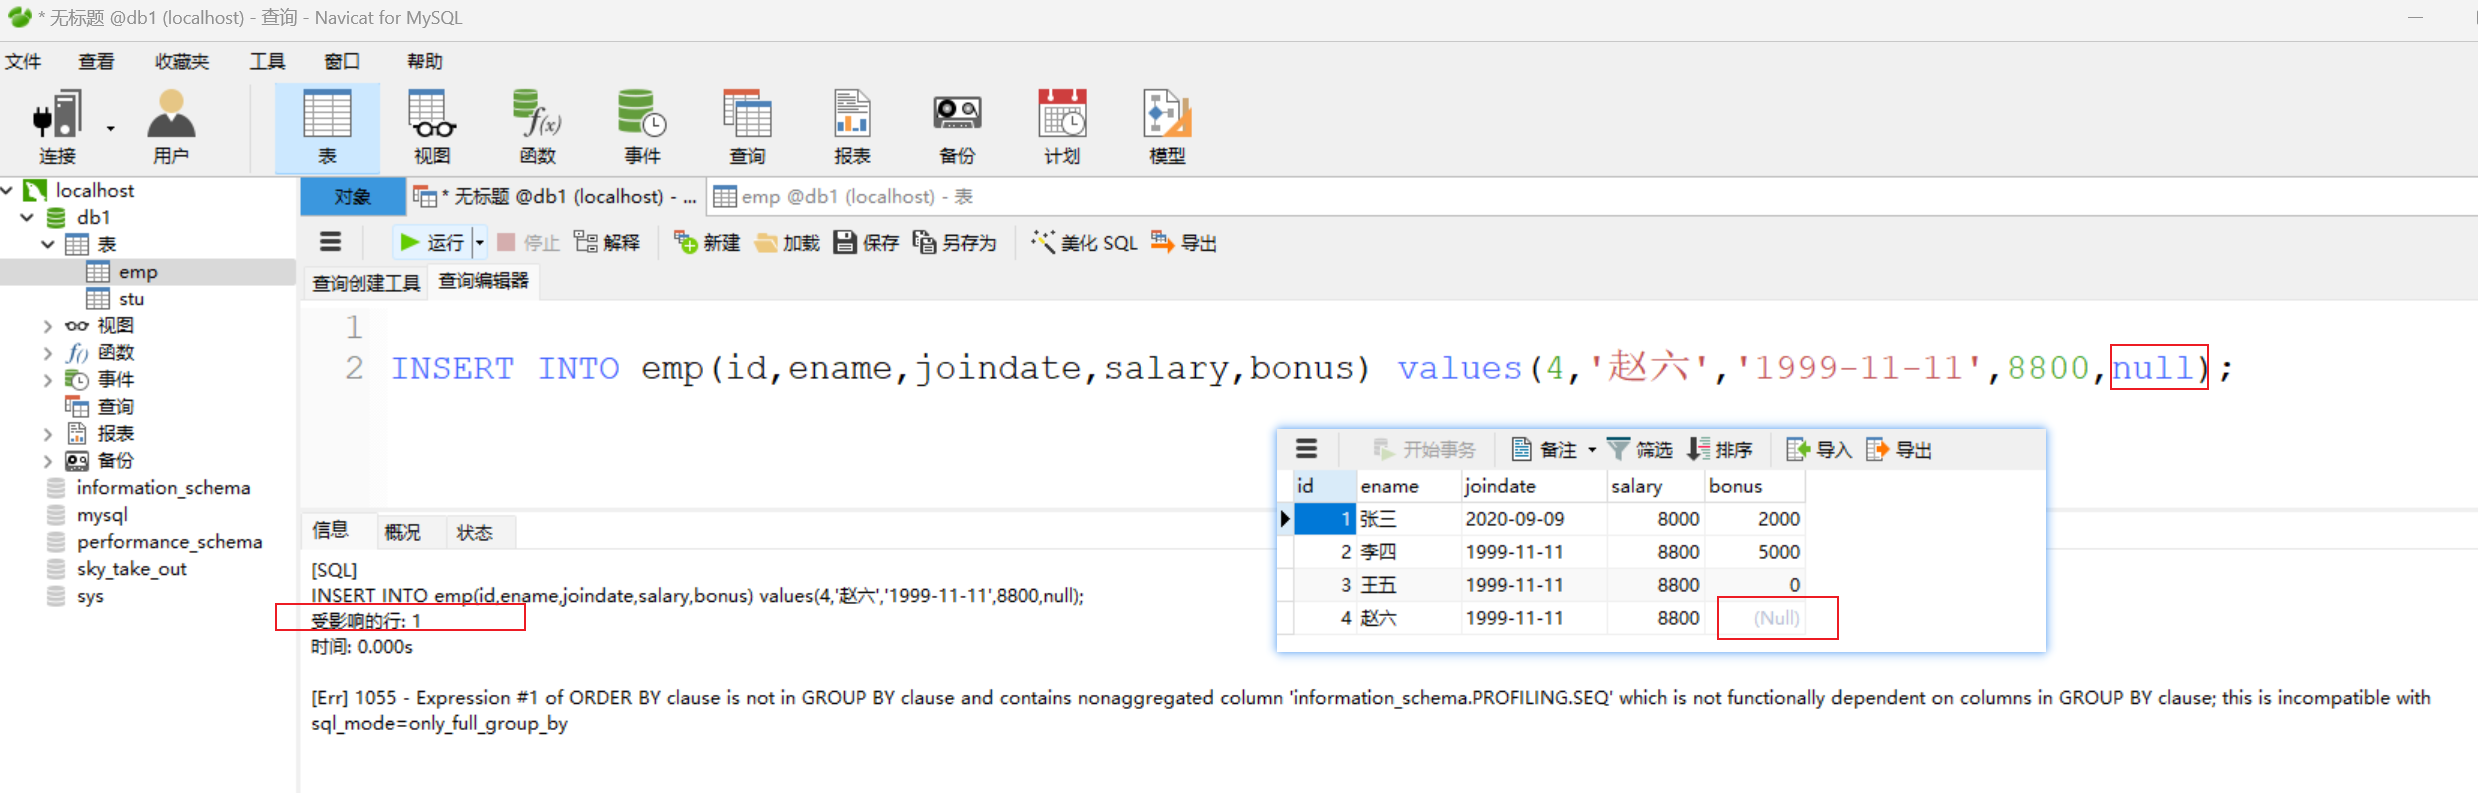 * 无标题 @db1 (localhost) - 查询 - Navicat for MySQL
文件 查看 收藏夹 工具 窗口 帮助
连接 用户 表 视图 函数 事件 查询 报表 备份 计划 模型
localhost
db1
表
emp
stu
视图
函数
事件
查询
报表
备份
information_schema
mysql
performance_schema
sky_take_out
sys
对象 * 无标题 @db1 (localhost) - ... emp @db1 (localhost) - 表
运行 停止 解释 新建 加载 保存 另存为 美化 SQL 导出
查询创建工具 查询编辑器
1
2 INSERT INTO emp(id,ename,joindate,salary,bonus) values(4,'赵六','1999-11-11',8800,null);
开始事务 备注 筛选 排序 导入 导出
id ename joindate salary bonus
1 张三 2020-09-09 8000 2000
2 李四 1999-11-11 8800 5000
3 王五 1999-11-11 8800 0
4 赵六 1999-11-11 8800 (Null)
信息 概况 状态
[SQL]
INSERT INTO emp(id,ename,joindate,salary,bonus) values(4,'赵六','1999-11-11',8800,null);
受影响的行: 1
时间: 0.000s
[Err] 1055 - Expression #1 of ORDER BY clause is not in GROUP BY clause and contains nonaggregated column 'information_schema.PROFILING.SEQ' which is not functionally dependent on columns in GROUP BY clause; this is incompatible with
sql_mode=only_full_group_by